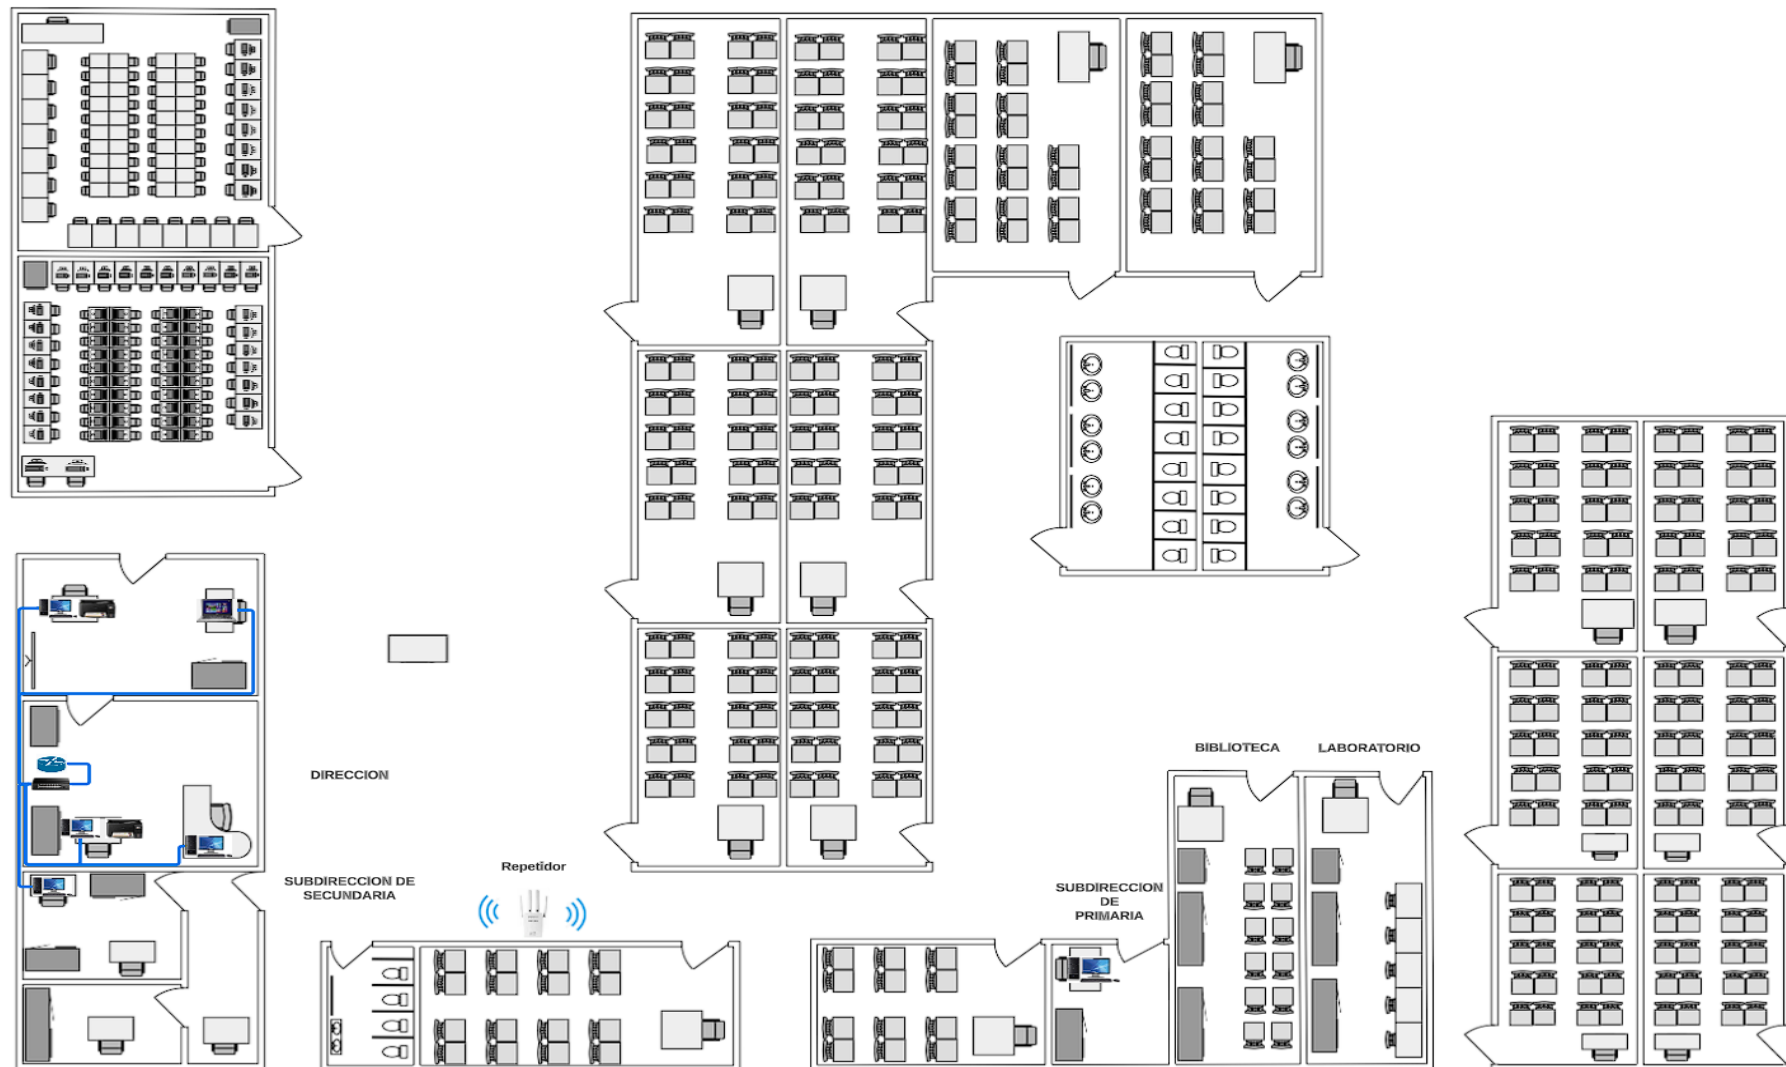 BIBLIOTECA
LABORATORIO
DIRECCION
Repetidor
SUBDIRECCION DE
SECUNDARIA
SUBDIRECCION
DE
PRIMARIA